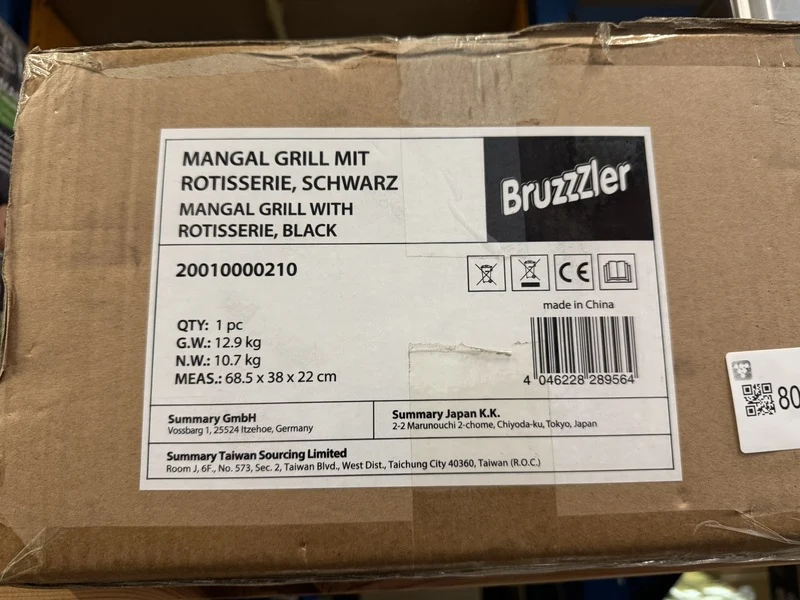 MANGAL GRILL MIT
ROTISSERIE, SCHWARZ
MANGAL GRILL WITH
ROTISSERIE, BLACK
Bruzzzler
20010000210
CE
made in China
QTY: 1 pc
G.W.: 12.9 kg
N.W.: 10.7 kg
MEAS.: 68.5 x 38 x 22 cm
4 046228 289564
80
Summary GmbH
Vossbarg 1, 25524 Itzehoe, Germany
Summary Japan K.K.
2-2 Marunouchi 2-chome, Chiyoda-ku, Tokyo, Japan
Summary Taiwan Sourcing Limited
Room J, 6F., No. 573, Sec. 2, Taiwan Blvd., West Dist., Taichung City 40360, Taiwan (R.O.C.)